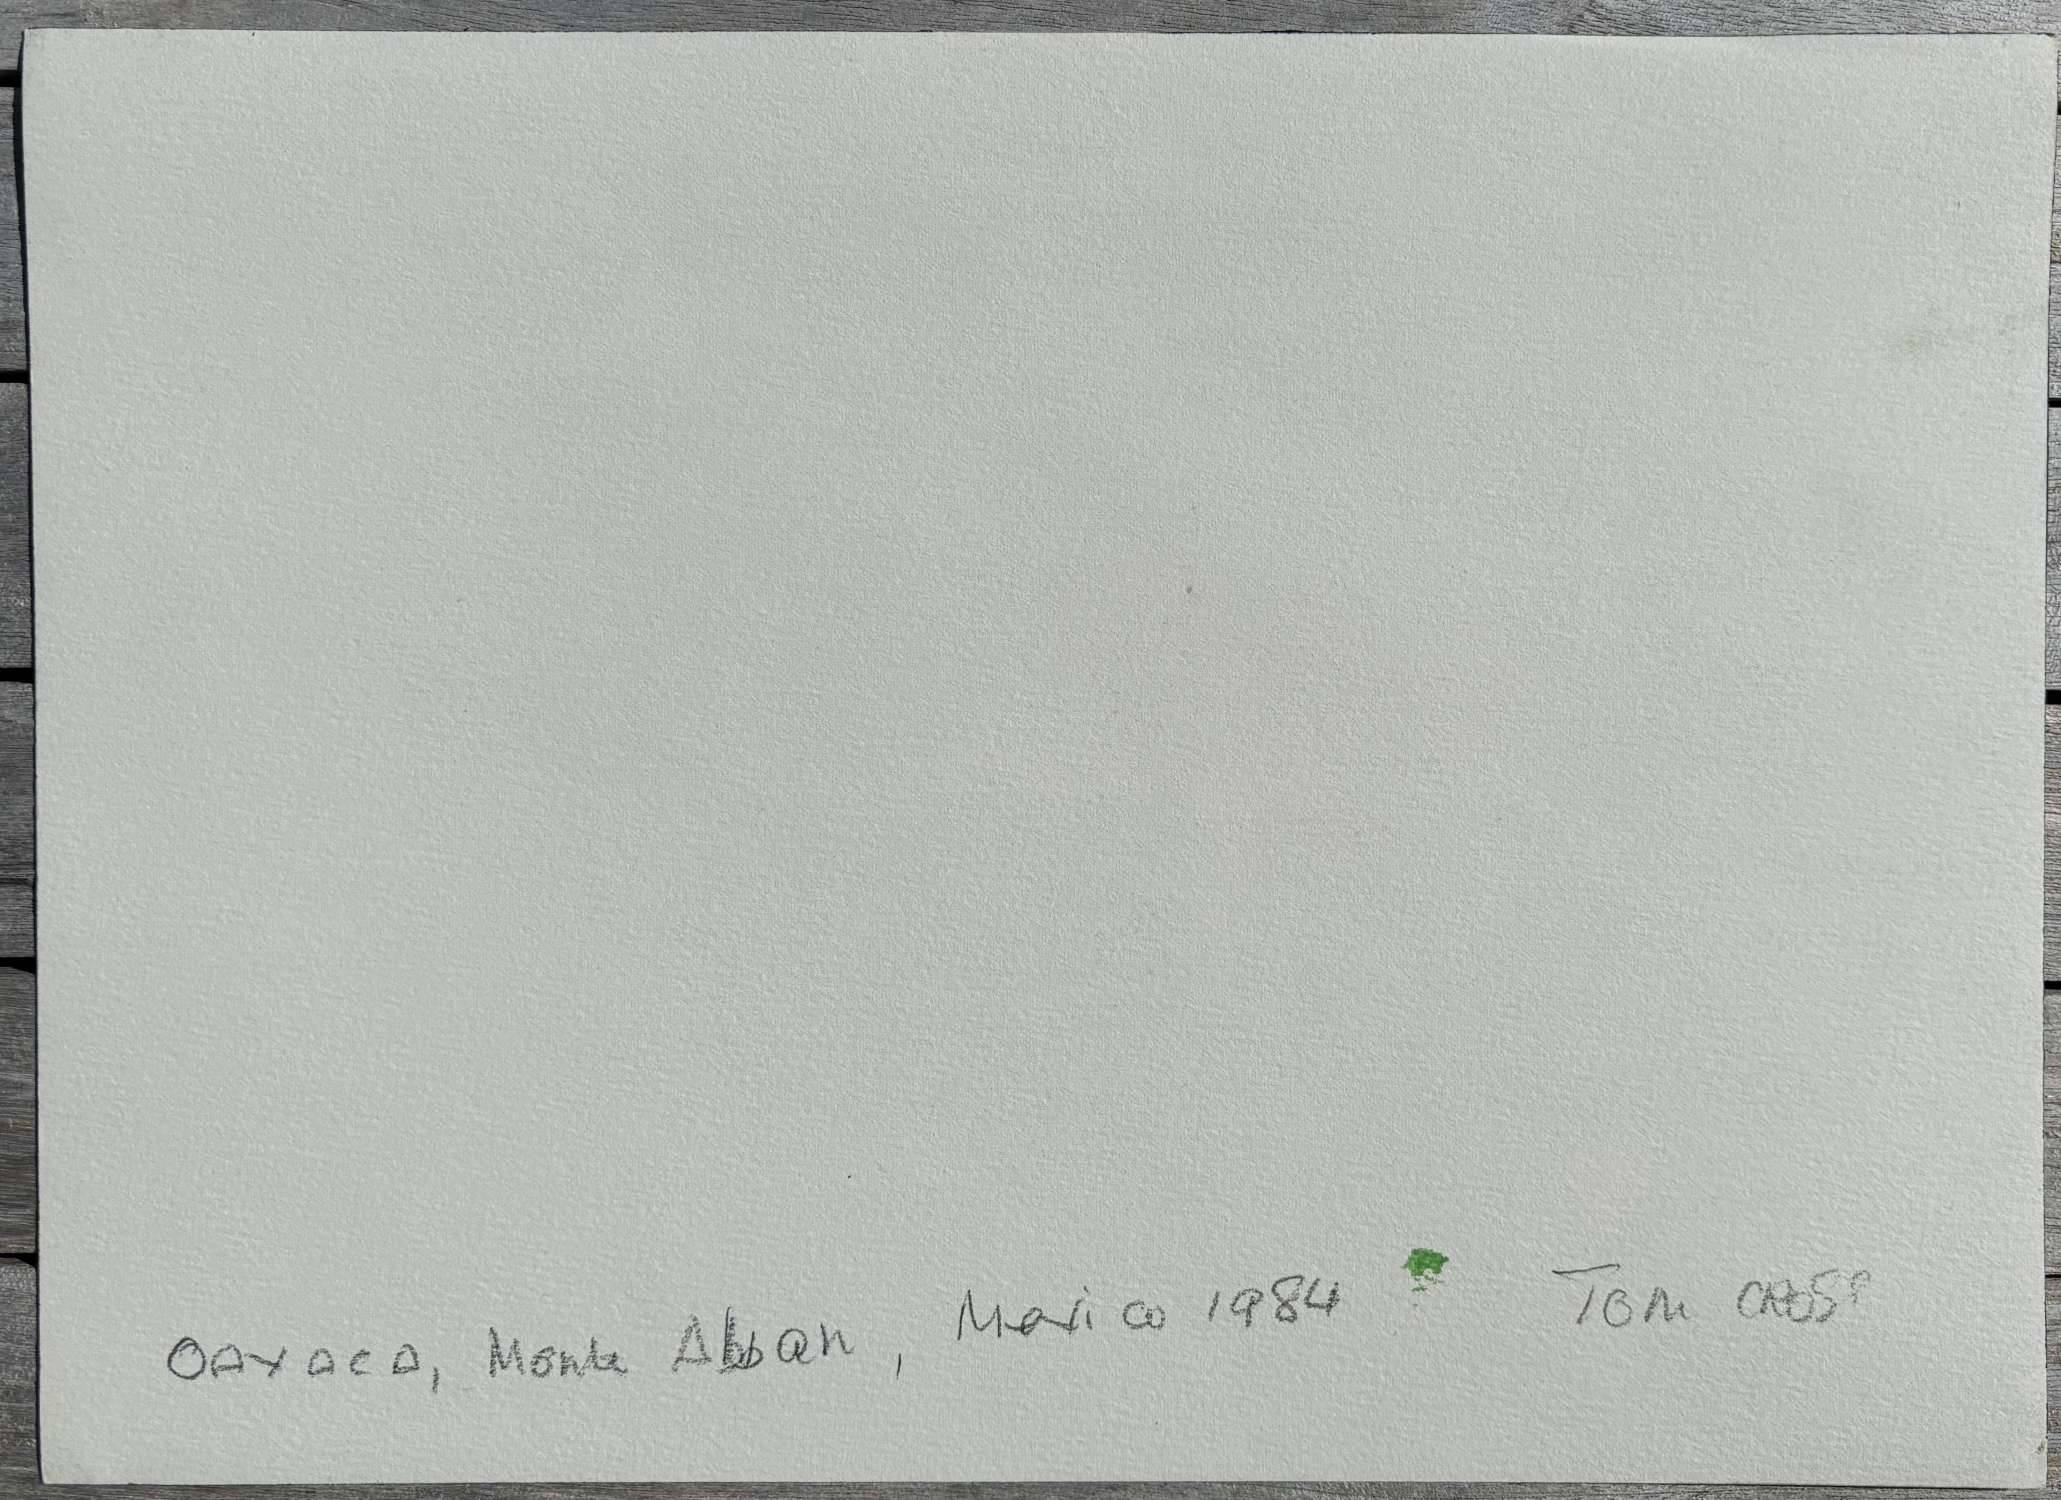 OAXACA, Monte Alban, Mexico 1984 Tom CROSS